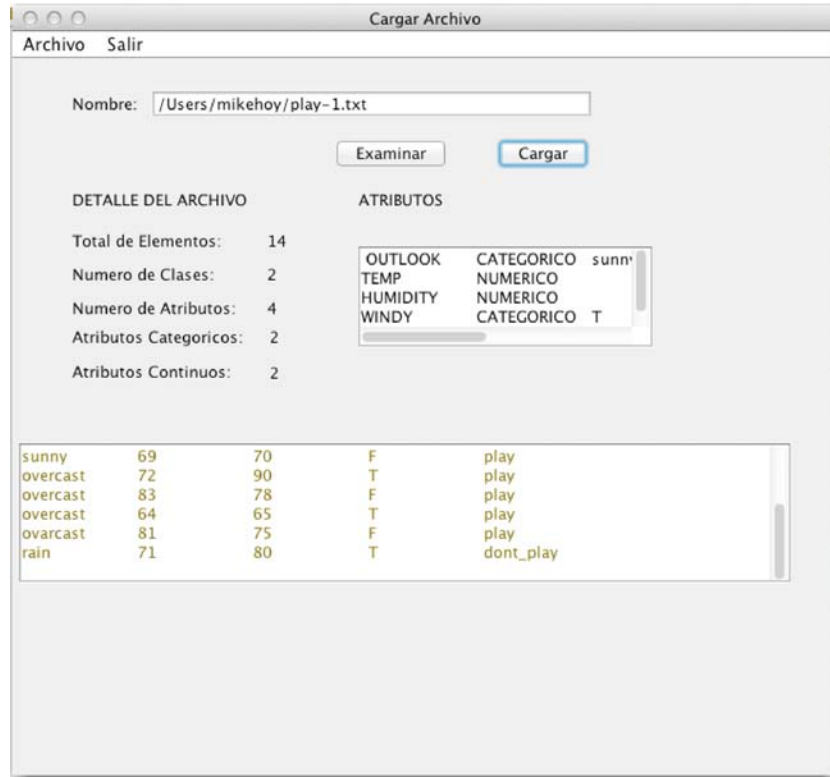 Cargar Archivo
Archivo Salir
Nombre: /Users/mikehoy/play-1.txt
Examinar Cargar
DETALLE DEL ARCHIVO ATRIBUTOS
Total de Elementos: 14
Numero de Clases: 2
Numero de Atributos: 4
Atributos Categoricos: 2
Atributos Continuos: 2
OUTLOOK CATEGORICO sunny
TEMP NUMERICO
HUMIDITY NUMERICO
WINDY CATEGORICO T
sunny 69 70 F play
overcast 72 90 T play
overcast 83 78 F play
overcast 64 65 T play
ovarcast 81 75 F play
rain 71 80 T dont_play